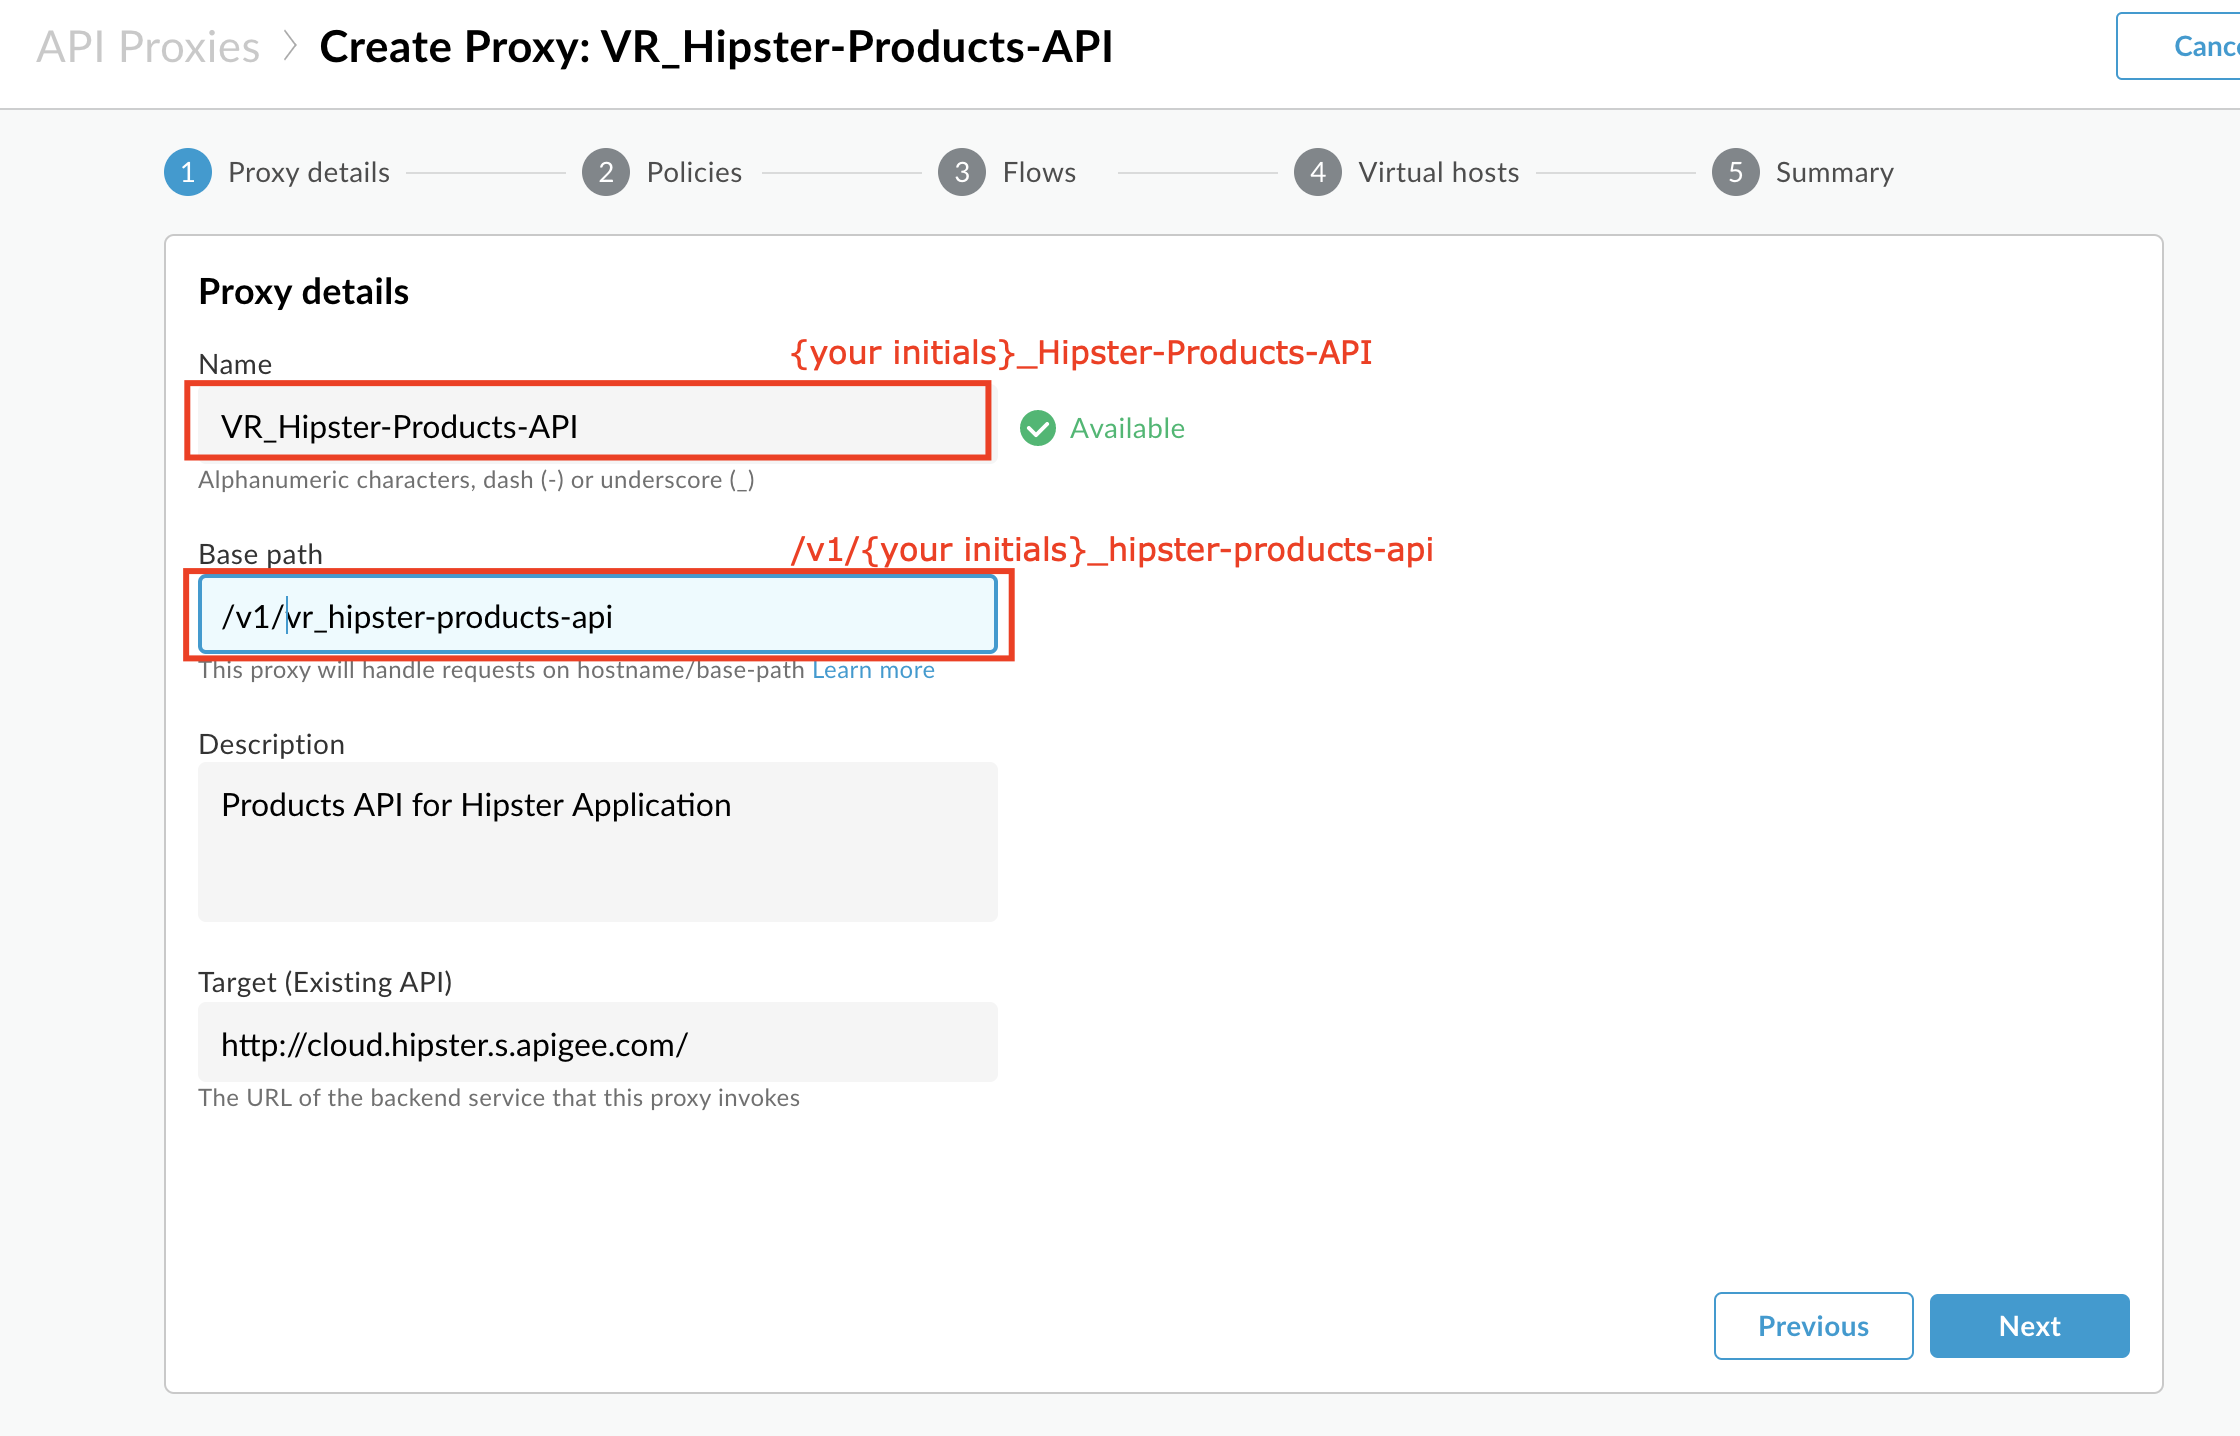 API Proxies > Create Proxy: VR_Hipster-Products-API
1 Proxy details 2 Policies 3 Flows 4 Virtual hosts 5 Summary
Proxy details
{your initials}_Hipster-Products-API
Name
VR_Hipster-Products-API
Available
Alphanumeric characters, dash (-) or underscore (_)
/v1/{your initials}_hipster-products-api
Base path
/v1/vr_hipster-products-api
This proxy will handle requests on hostname/base-path Learn more
Description
Products API for Hipster Application
Target (Existing API)
http://cloud.hipster.s.apigee.com/
The URL of the backend service that this proxy invokes
Previous Next